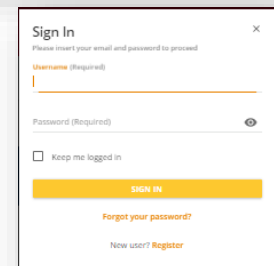 Sign In
Please insert your email and password to proceed
Username (Required)
Password (Required)
Keep me logged in
SIGN IN
Forgot your password?
New user? Register